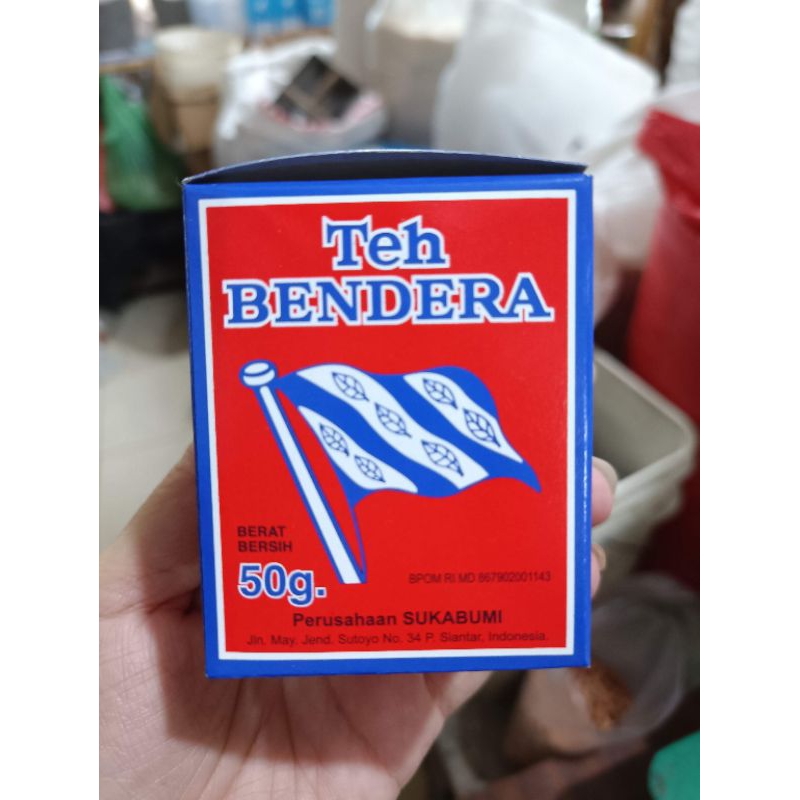 Teh
BENDERA
BERAT
BERSIH
50g.
BPOM RI MD 867902001143
Perusahaan SUKABUMI
Jln. May. Jend. Sutoyo No. 34 P. Siantar, Indonesia.